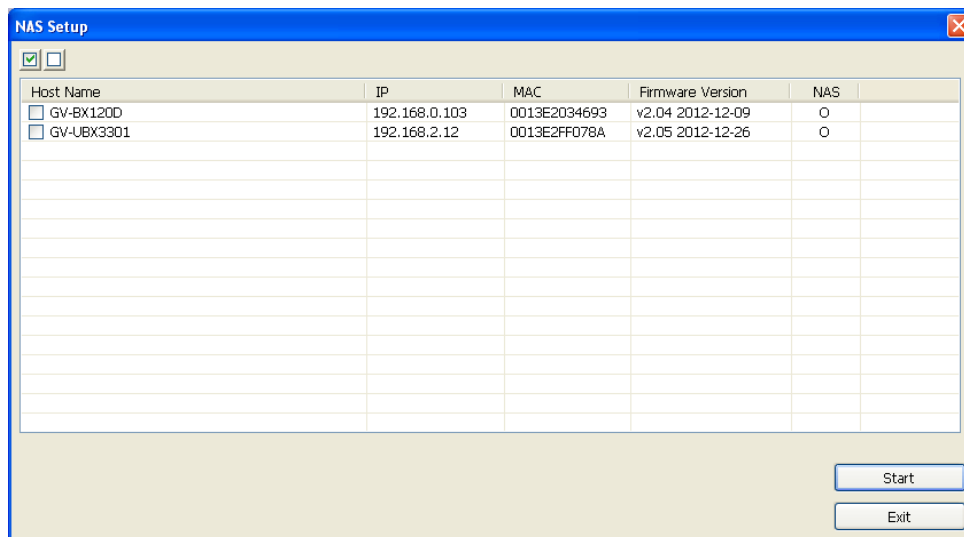 NAS Setup
Host Name IP MAC Firmware Version NAS
GV-BX120D 192.168.0.103 0013E2034693 v2.04 2012-12-09 O
GV-UBX3301 192.168.2.12 0013E2FF078A v2.05 2012-12-26 O
Start
Exit